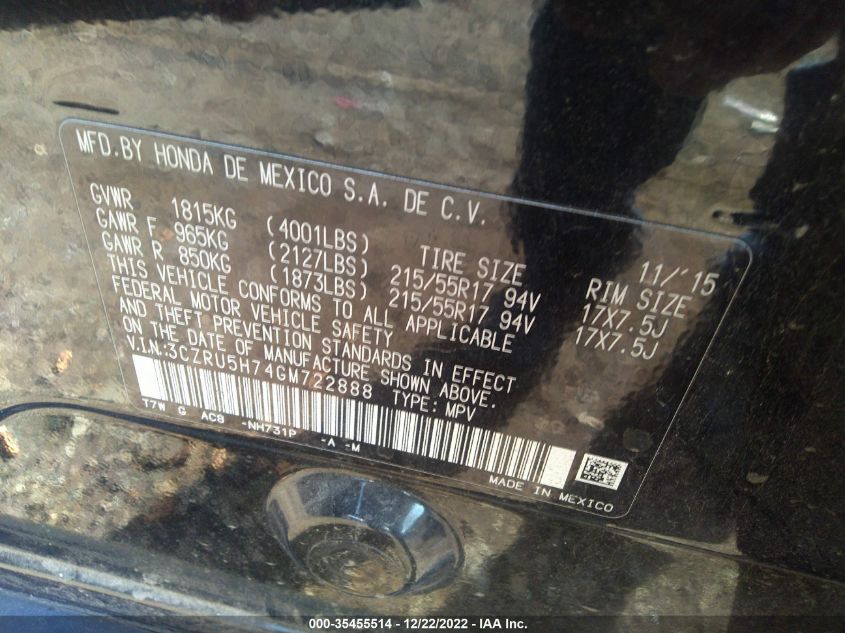 MFD.BY HONDA DE MEXICO S.A. DE C.V.
11/'15
GVWR 1815KG (4001LBS) TIRE SIZE RIM SIZE
GAWR F 965KG (2127LBS) 215/55R17 94V 17X7.5J
GAWR R 850KG (1873LBS) 215/55R17 94V 17X7.5J
THIS VEHICLE CONFORMS TO ALL APPLICABLE
FEDERAL MOTOR VEHICLE SAFETY
AND THEFT PREVENTION STANDARDS IN EFFECT
ON THE DATE OF MANUFACTURE SHOWN ABOVE.
V.I.N:3CZRU5H74GM722888 TYPE: MPV
T7W G AC8 -NH731P -A -M
MADE IN MEXICO
000-35455514 - 12/22/2022 - IAA Inc.